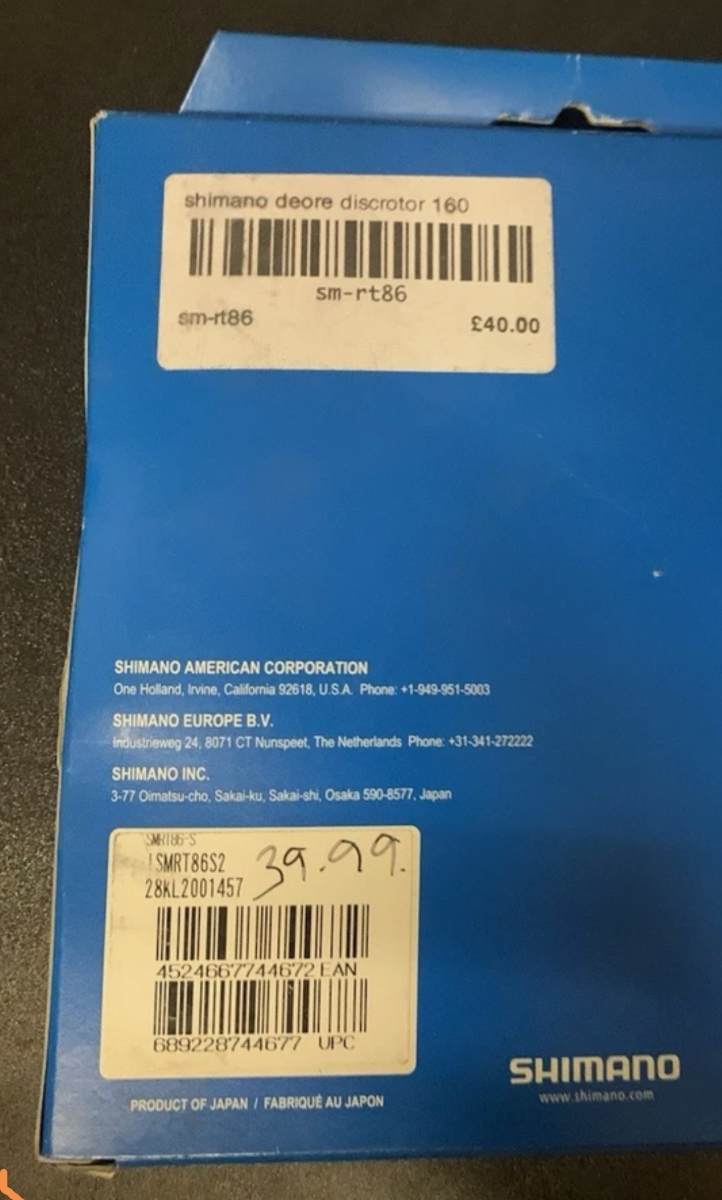 shimano deore discrotor 160
sm-rt86
sm-rt86 £40.00
SHIMANO AMERICAN CORPORATION
One Holland, Irvine, California 92618, U.S.A. Phone: +1-949-951-5003
SHIMANO EUROPE B.V.
Industrieweg 24, 8071 CT Nunspeet, The Netherlands Phone: +31-341-272222
SHIMANO INC.
3-77 Oimatsu-cho, Sakai-ku, Sakai-shi, Osaka 590-8577, Japan
SMRT86-S
ISMRT86S2 39.99.
28KL2001457
4524667744672 EAN
689228744677 UPC
SHIMANO
www.shimano.com
PRODUCT OF JAPAN / FABRIQUÉ AU JAPON